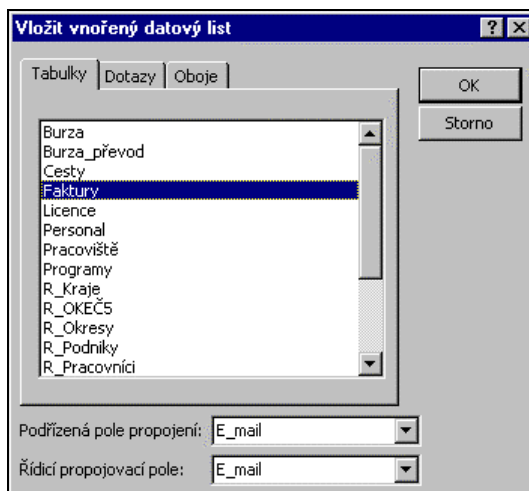 Vložit vnořený datový list
Tabulky Dotazy Oboje
OK
Storno
Burza
Burza_převod
Cesty
Faktury
Licence
Personal
Pracoviště
Programy
R_Kraje
R_OKEČ5
R_Okresy
R_Podniky
R_Pracovníci
Podřízená pole propojení: E_mail
Řídicí propojovací pole: E_mail